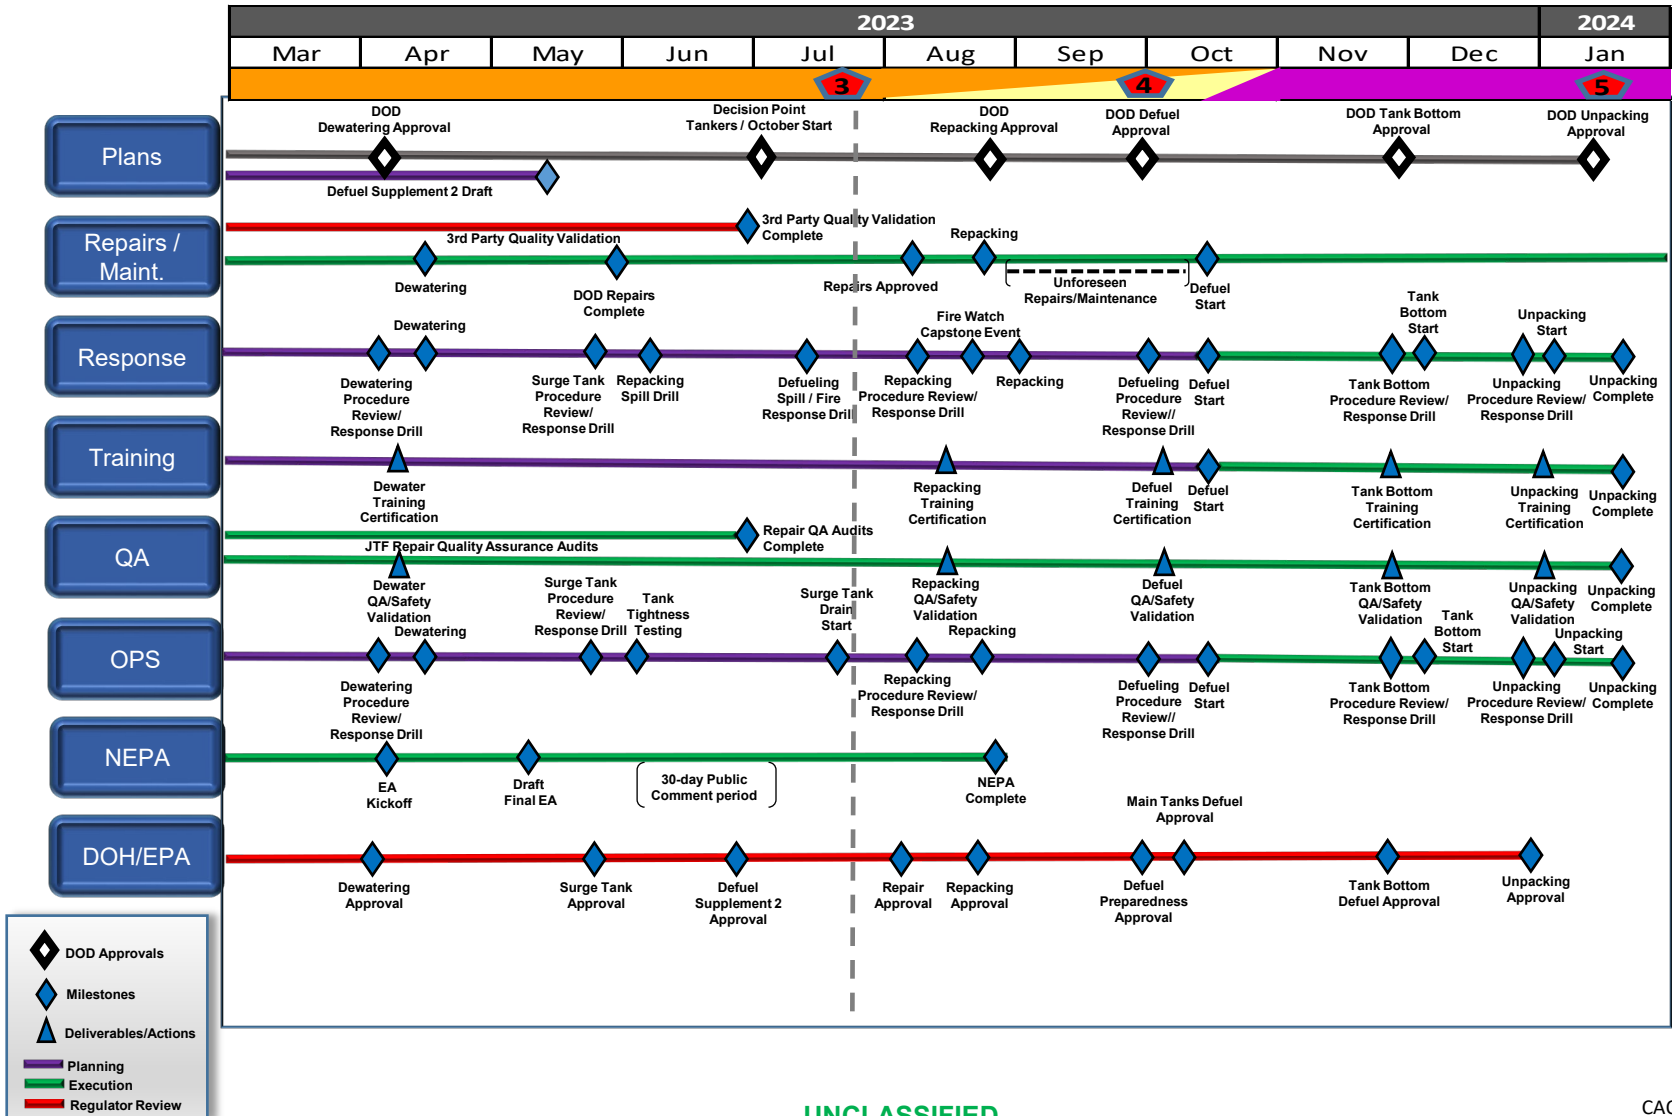 2023
2024
Mar
Apr
May
Jun
Jul
Aug
Sep
Oct
Nov
Dec
Jan
3
4
5
Plans
DOD
Dewatering Approval
Decision Point
Tankers / October Start
DOD
Repacking Approval
DOD Defuel
Approval
DOD Tank Bottom
Approval
DOD Unpacking
Approval
Defuel Supplement 2 Draft
Repairs /
Maint.
3rd Party Quality Validation
Complete
3rd Party Quality Validation
Repacking
Dewatering
DOD Repairs
Complete
Repairs Approved
Unforeseen
Repairs/Maintenance
Defuel
Start
Response
Dewatering
Fire Watch
Capstone Event
Tank
Bottom
Start
Unpacking
Start
Dewatering
Procedure
Review/
Response Drill
Surge Tank
Procedure
Review/
Response Drill
Repacking
Spill Drill
Defueling
Spill / Fire
Response Drill
Repacking
Procedure Review/
Response Drill
Repacking
Defueling
Procedure
Review//
Response Drill
Defuel
Start
Tank Bottom
Procedure Review/
Response Drill
Unpacking
Procedure Review/
Response Drill
Unpacking
Complete
Training
Dewater
Training
Certification
Repacking
Training
Certification
Defuel
Training
Certification
Defuel
Start
Tank Bottom
Training
Certification
Unpacking
Training
Certification
Unpacking
Complete
QA
Repair QA Audits
Complete
JTF Repair Quality Assurance Audits
Dewater
QA/Safety
Validation
Repacking
QA/Safety
Validation
Defuel
QA/Safety
Validation
Tank Bottom
QA/Safety
Validation
Unpacking
QA/Safety
Validation
Unpacking
Complete
OPS
Dewatering
Surge Tank
Procedure
Review/
Response Drill
Tank
Tightness
Testing
Surge Tank
Drain
Start
Repacking
Tank
Bottom
Start
Unpacking
Start
Dewatering
Procedure
Review/
Response Drill
Repacking
Procedure Review/
Response Drill
Defueling
Procedure
Review//
Response Drill
Defuel
Start
Tank Bottom
Procedure Review/
Response Drill
Unpacking
Procedure Review/
Response Drill
Unpacking
Complete
NEPA
EA
Kickoff
Draft
Final EA
30-day Public
Comment period
NEPA
Complete
DOH/EPA
Main Tanks Defuel
Approval
Dewatering
Approval
Surge Tank
Approval
Defuel
Supplement 2
Approval
Repair
Approval
Repacking
Approval
Defuel
Preparedness
Approval
Tank Bottom
Defuel Approval
Unpacking
Approval
DOD Approvals
Milestones
Deliverables/Actions
Planning
Execution
Regulator Review
UNCLASSIFIED